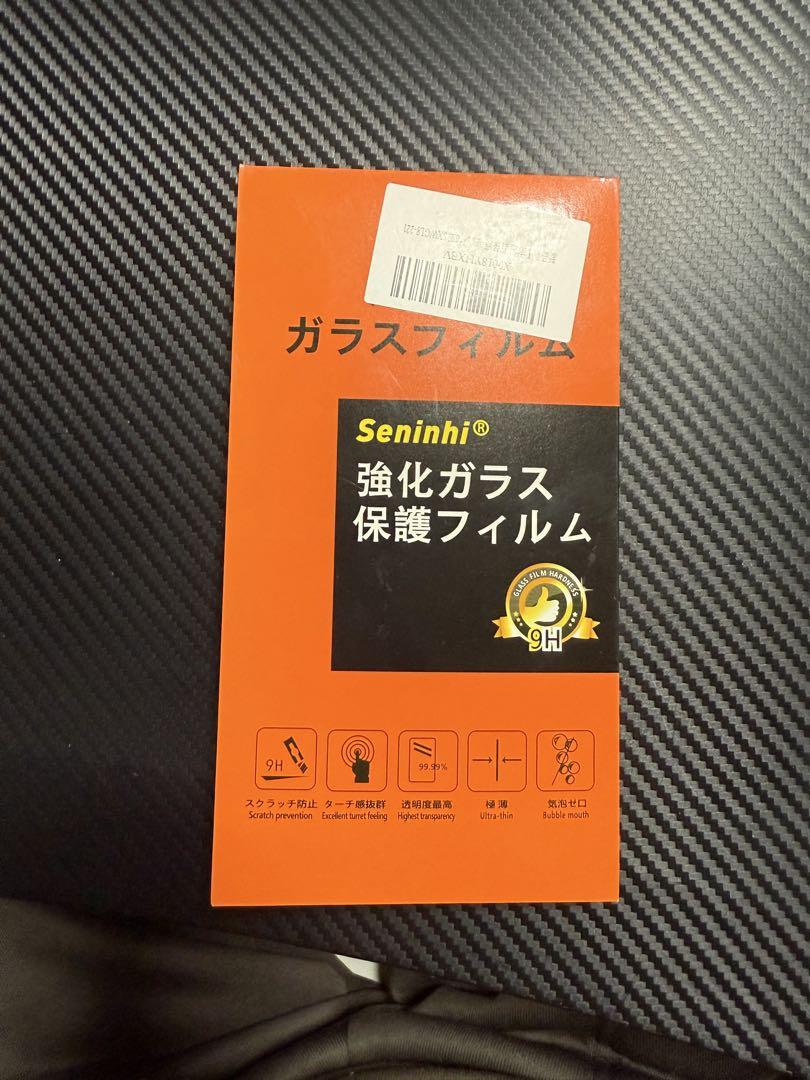 ガラスフィルム
Seninhi®
強化ガラス
保護フィルム
GLASS FILM HARDNESS
9H
9H
99.99%
スクラッチ防止
Scratch prevention
ターチ感抜群
Excellent turret feeling
透明度最高
Highest transparency
極薄
Ultra-thin
気泡ゼロ
Bubble mouth